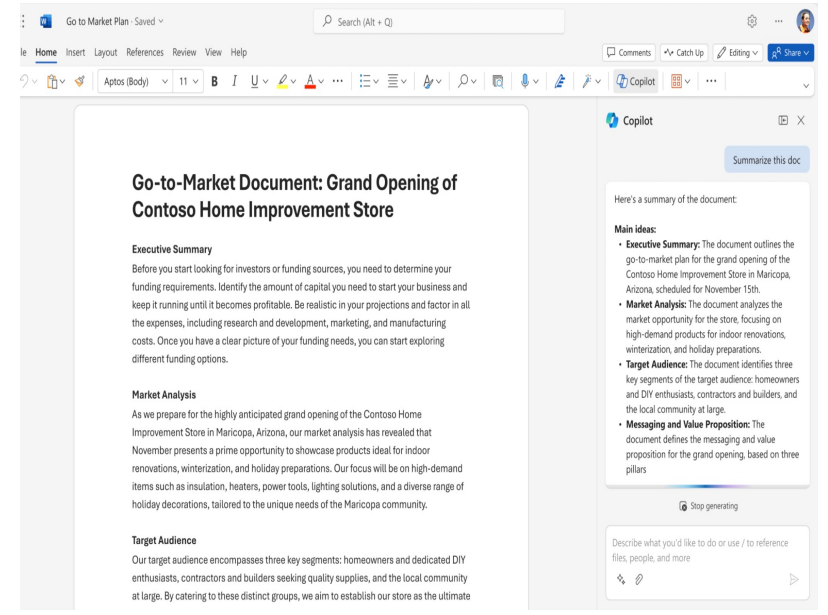 Go to Market Plan · Saved
Search (Alt + Q)
le Home Insert Layout References Review View Help
Comments Catch Up Editing Share
Aptos (Body) 11 B I U A Copilot
Go-to-Market Document: Grand Opening of
Contoso Home Improvement Store
Executive Summary
Before you start looking for investors or funding sources, you need to determine your
funding requirements. Identify the amount of capital you need to start your business and
keep it running until it becomes profitable. Be realistic in your projections and factor in all
the expenses, including research and development, marketing, and manufacturing
costs. Once you have a clear picture of your funding needs, you can start exploring
different funding options.
Market Analysis
As we prepare for the highly anticipated grand opening of the Contoso Home
Improvement Store in Maricopa, Arizona, our market analysis has revealed that
November presents a prime opportunity to showcase products ideal for indoor
renovations, winterization, and holiday preparations. Our focus will be on high-demand
items such as insulation, heaters, power tools, lighting solutions, and a diverse range of
holiday decorations, tailored to the unique needs of the Maricopa community.
Target Audience
Our target audience encompasses three key segments: homeowners and dedicated DIY
enthusiasts, contractors and builders seeking quality supplies, and the local community
at large. By catering to these distinct groups, we aim to establish our store as the ultimate
Copilot
Summarize this doc
Here's a summary of the document:
Main ideas:
• Executive Summary: The document outlines the
go-to-market plan for the grand opening of the
Contoso Home Improvement Store in Maricopa,
Arizona, scheduled for November 15th.
• Market Analysis: The document analyzes the
market opportunity for the store, focusing on
high-demand products for indoor renovations,
winterization, and holiday preparations.
• Target Audience: The document identifies three
key segments of the target audience: homeowners
and DIY enthusiasts, contractors and builders, and
the local community at large.
• Messaging and Value Proposition: The
document defines the messaging and value
proposition for the grand opening, based on three
pillars
Stop generating
Describe what you'd like to do or use / to reference
files, people, and more